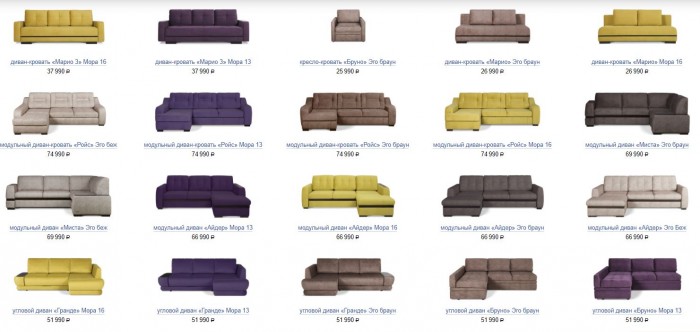 диван-кровать «Марио 3» Мора 16
37 990 ₽
диван-кровать «Марио 3» Мора 13
37 990 ₽
кресло-кровать «Бруно» Эго браун
25 990 ₽
диван-кровать «Марио» Эго браун
26 990 ₽
диван-кровать «Марио» Мора 16
26 990 ₽
модульный диван-кровать «Ройс» Эго беж
74 990 ₽
модульный диван-кровать «Ройс» Мора 13
74 990 ₽
модульный диван-кровать «Ройс» Эго браун
74 990 ₽
модульный диван-кровать «Ройс» Мора 16
74 990 ₽
модульный диван «Миста» Эго браун
69 990 ₽
модульный диван «Миста» Эго беж
69 990 ₽
модульный диван «Айдер» Мора 13
66 990 ₽
модульный диван «Айдер» Мора 16
66 990 ₽
модульный диван «Айдер» Эго браун
66 990 ₽
модульный диван «Айдер» Эго Беж
66 990 ₽
угловой диван «Гранде» Мора 16
51 990 ₽
угловой диван «Гранде» Мора 13
51 990 ₽
угловой диван «Гранде» Эго браун
51 990 ₽
угловой диван «Бруно» Эго браун
51 990 ₽
угловой диван «Бруно» Мора 13
51 990 ₽